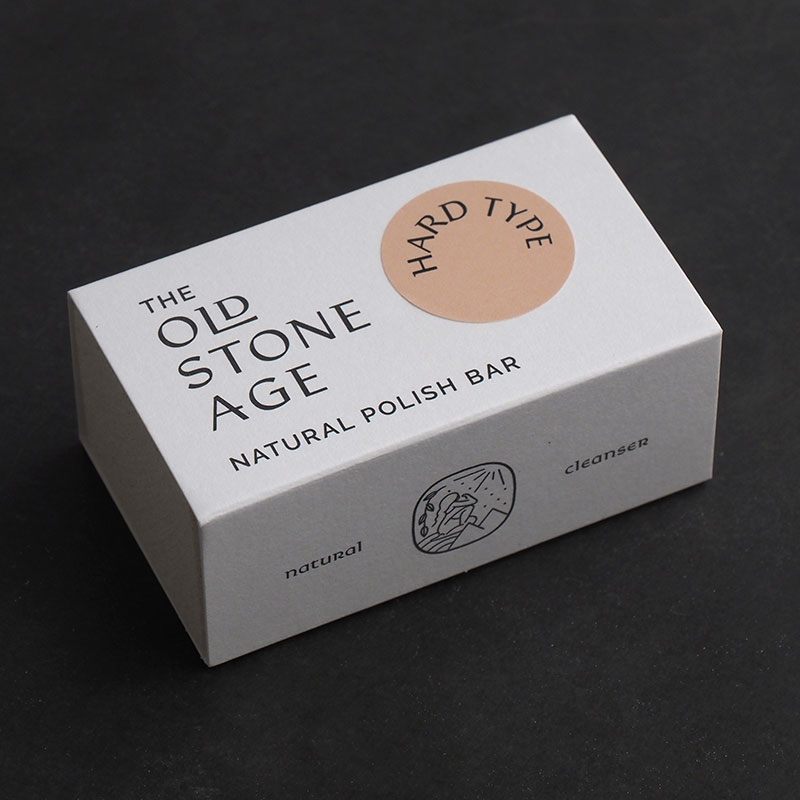 HARD TYPE
THE
OLD
STONE
AGE
NATURAL POLISH BAR
natural
cleanser